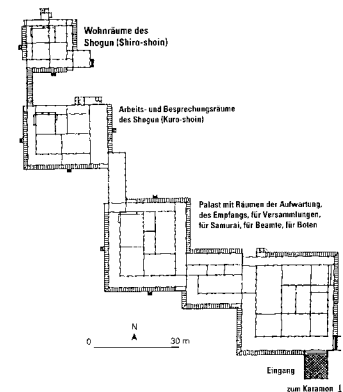 Wohnräume des
Shogun (Shiro-shoin)
Arbeits- und Besprechungsräume
des Shogun (Kuro-shoin)
Palast mit Räumen der Aufwartung,
des Empfangs, für Versammlungen,
für Samurai, für Beamte, für Boten
N
0 30 m
Eingang
zum Karamon